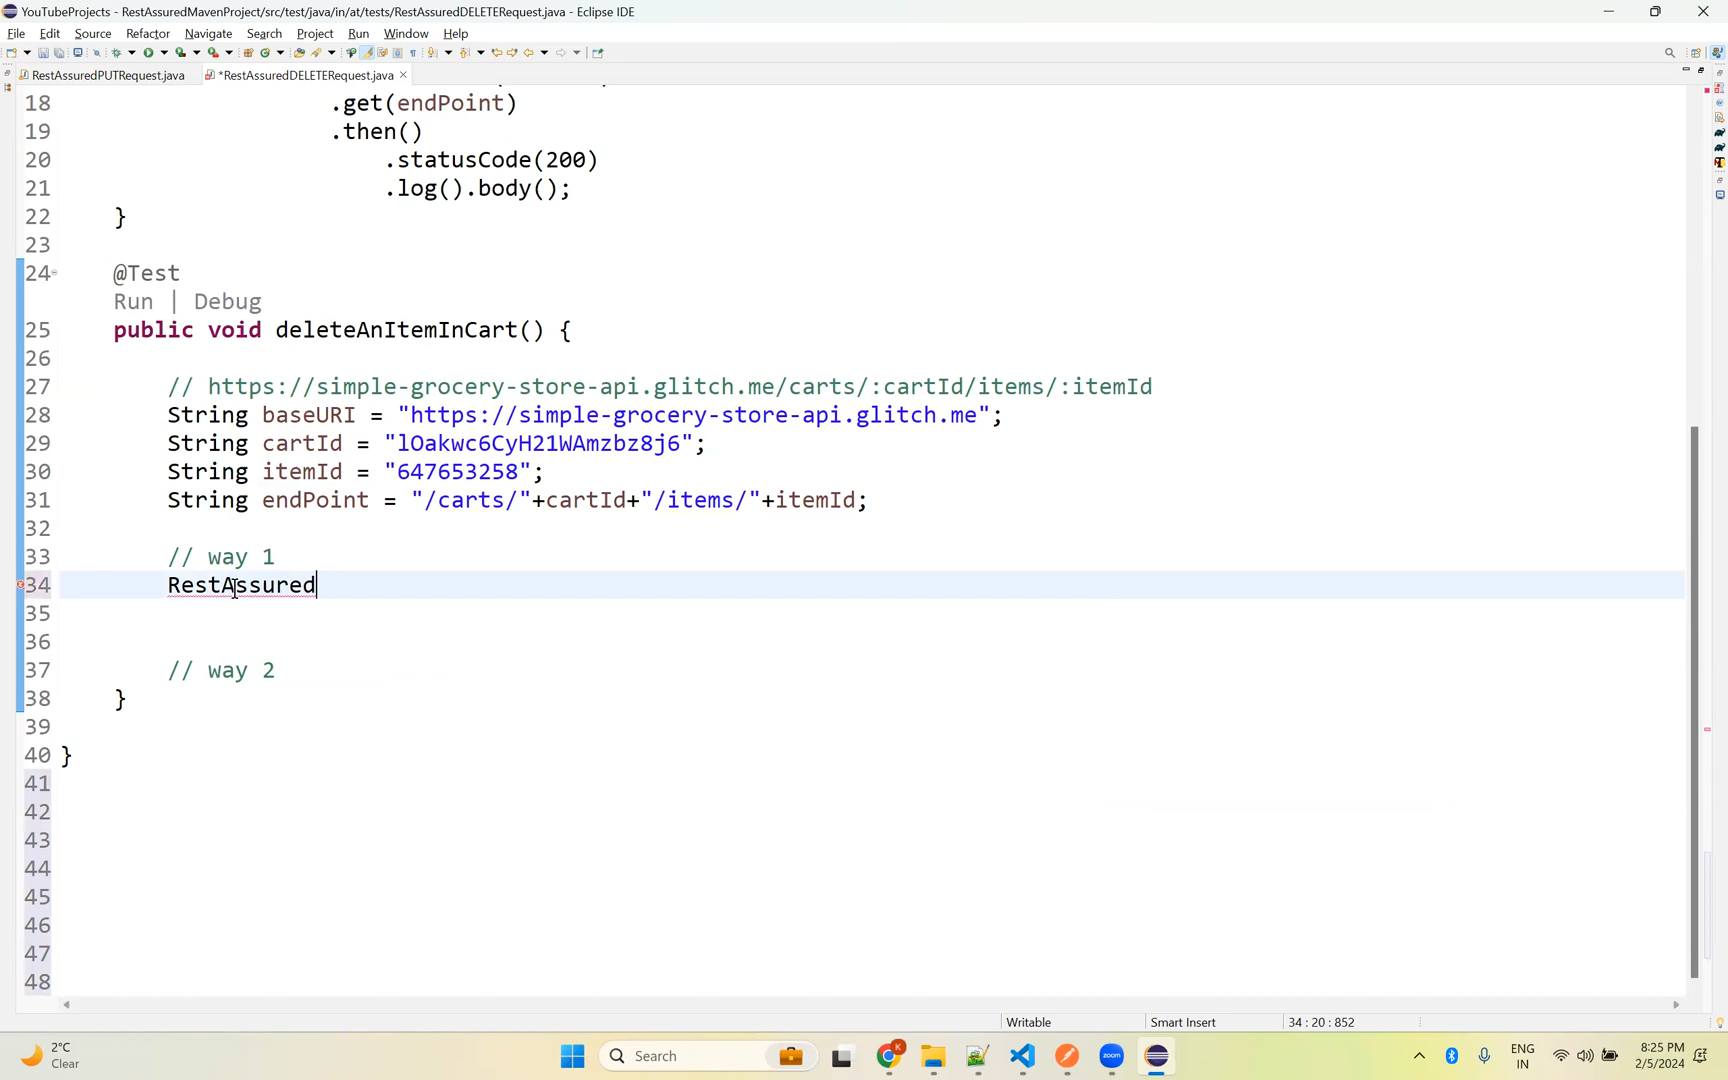 YouTubeProjects - RestAssuredMavenProject/src/test/java/in/at/tests/RestAssuredDELETERequest.java - Eclipse IDE
File Edit Source Refactor Navigate Search Project Run Window Help
RestAssuredPUTRequest.java *RestAssuredDELETERequest.java
18 .get(endPoint)
19 .then()
20 .statusCode(200)
21 .log().body();
22 }
23
24 @Test
Run | Debug
25 public void deleteAnItemInCart() {
26
27 // https://simple-grocery-store-api.glitch.me/carts/:cartId/items/:itemId
28 String baseURI = "https://simple-grocery-store-api.glitch.me";
29 String cartId = "lOakwc6CyH21WAmzbz8j6";
30 String itemId = "647653258";
31 String endPoint = "/carts/"+cartId+"/items/"+itemId;
32
33 // way 1
34 RestAssured
35
36
37 // way 2
38 }
39
40 }
41
42
43
44
45
46
47
48
Writable Smart Insert 34 : 20 : 852
2°C
Clear
Search
zoom
ENG
IN
8:25 PM
2/5/2024